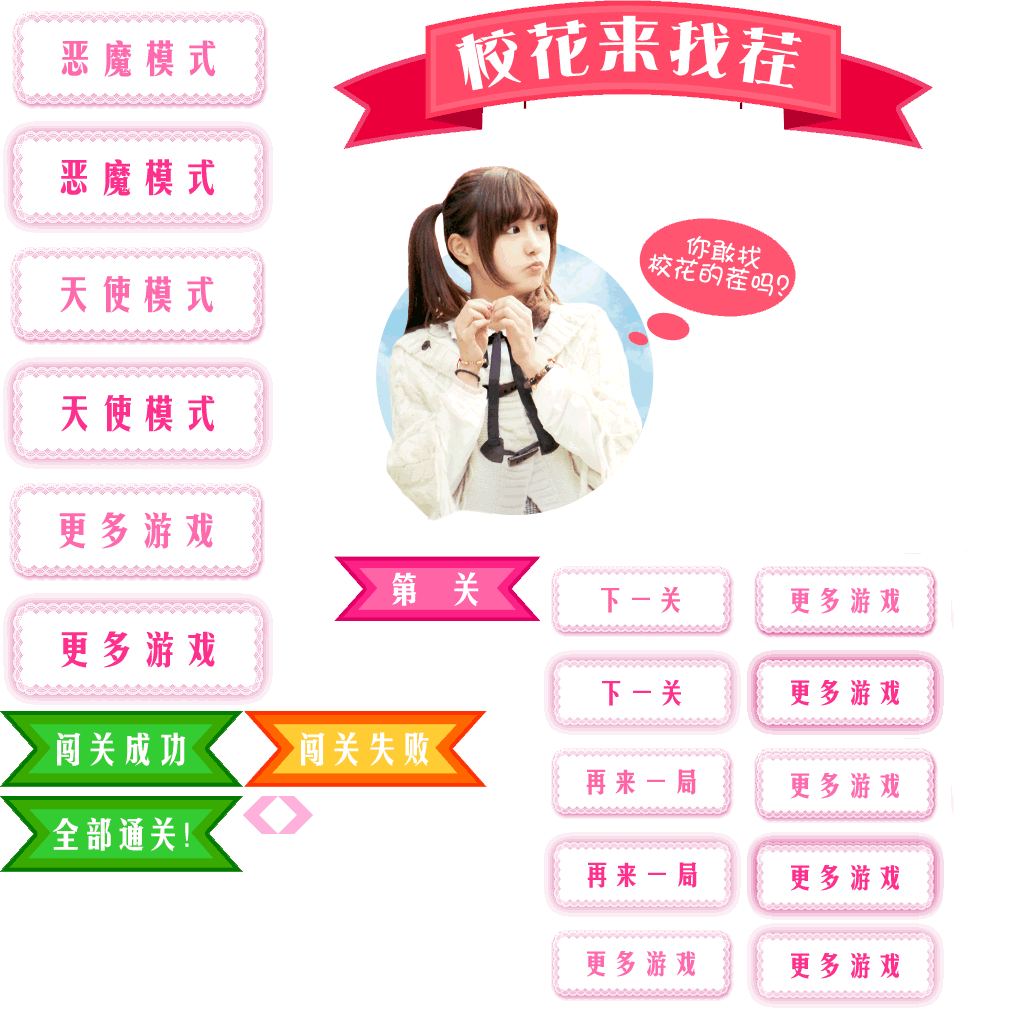 校花来找茬
恶魔模式
恶魔模式
天使模式
天使模式
更多游戏
更多游戏
你敢找
校花的茬吗?
第 关
下一关
更多游戏
下一关
更多游戏
再来一局
更多游戏
再来一局
更多游戏
更多游戏
更多游戏
闯关成功
闯关失败
全部通关!